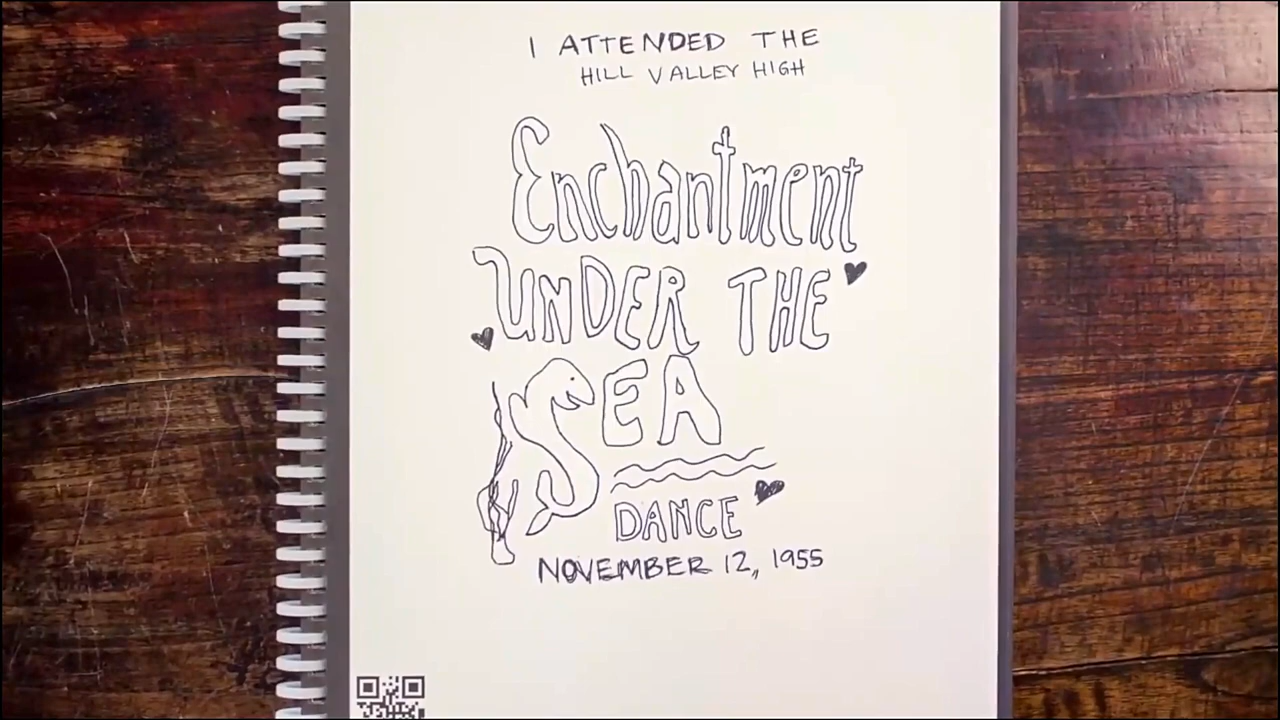 I ATTENDED THE
HILL VALLEY HIGH
Enchantment
UNDER THE
SEA
DANCE
NOVEMBER 12, 1955